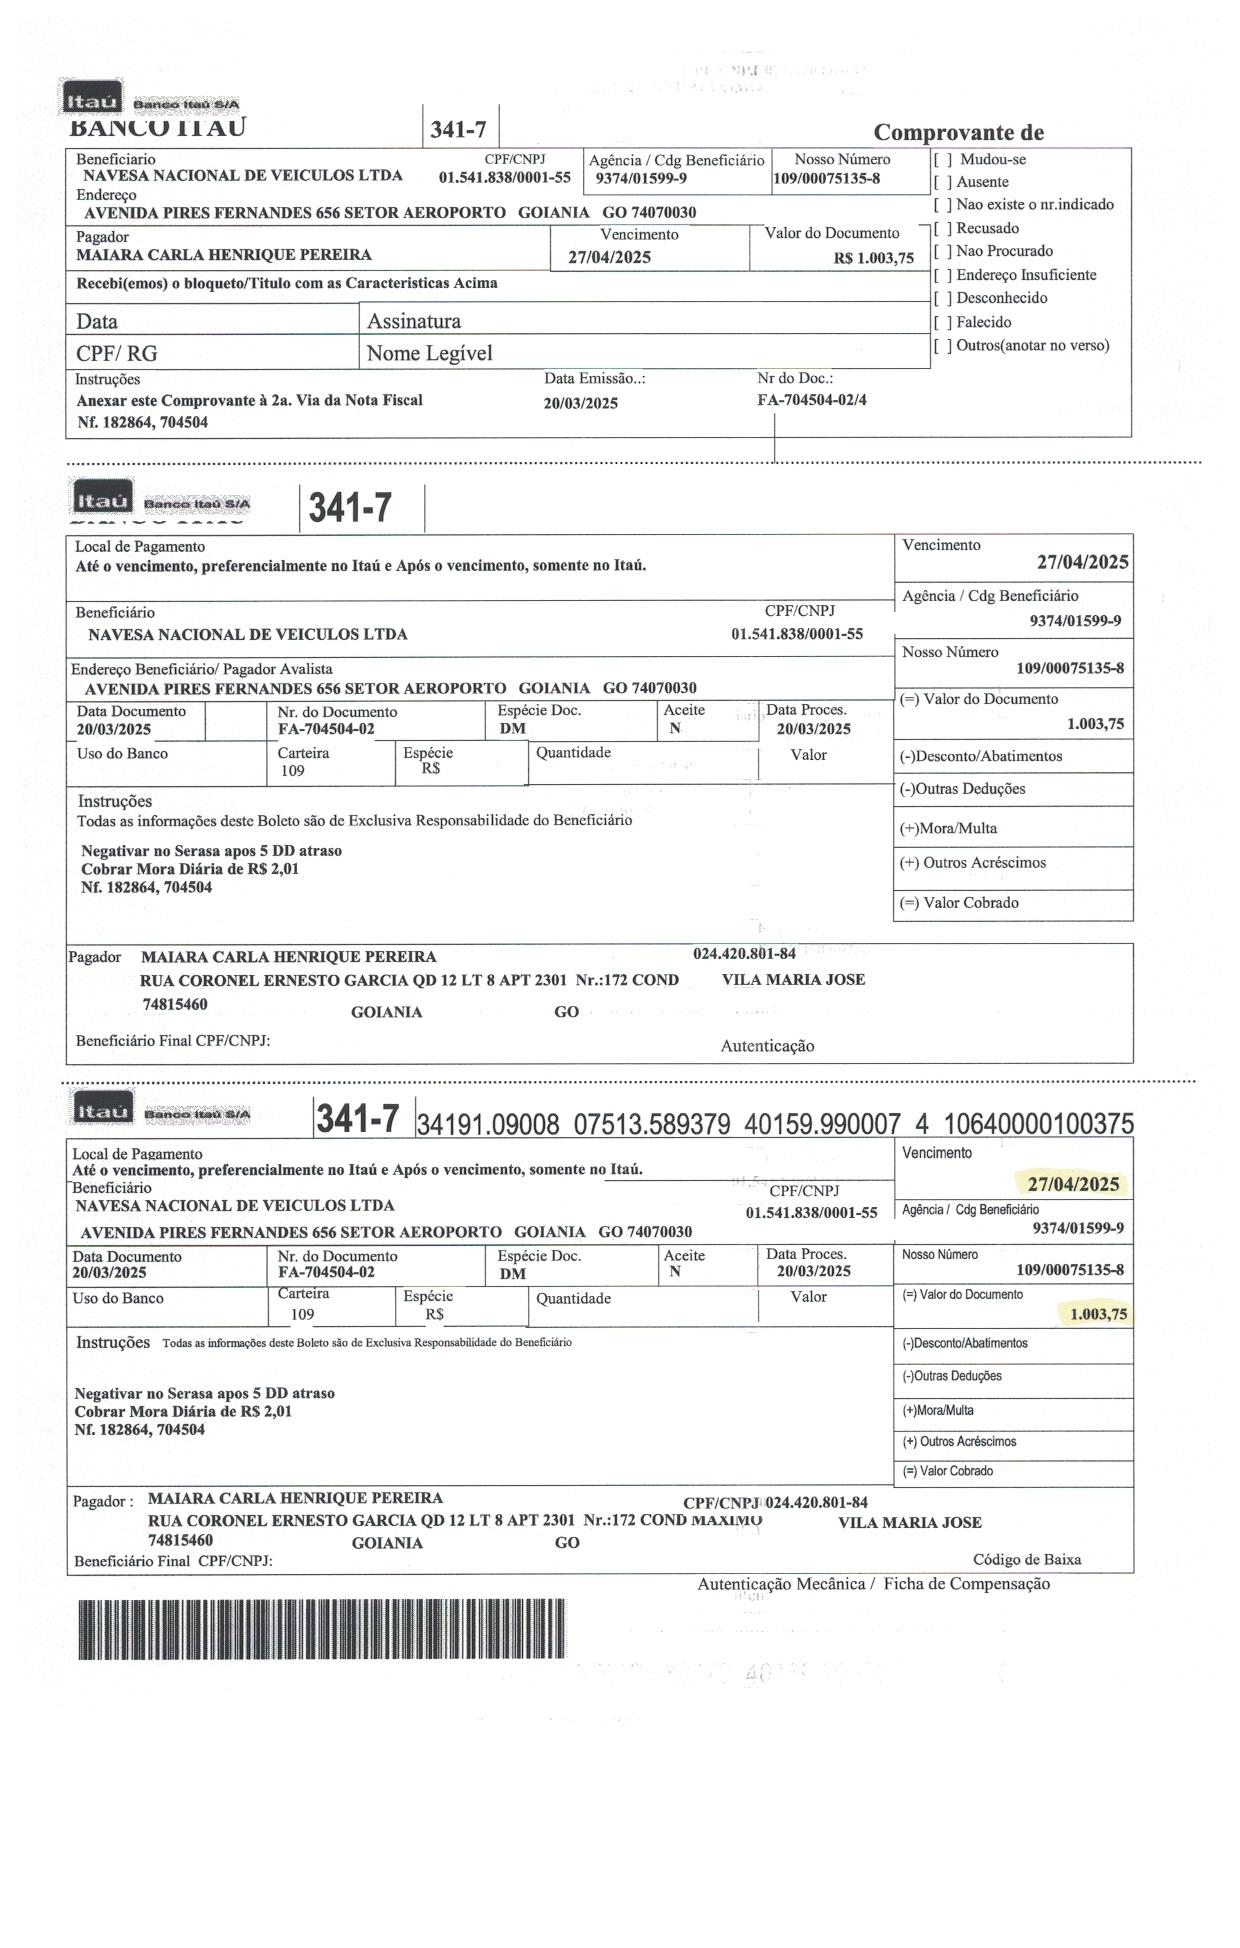 Itaú Banco Itaú S/A
BANCO ITAU 341-7 Comprovante de
Beneficiario CPF/CNPJ Agência / Cdg Beneficiário Nosso Número [ ] Mudou-se
NAVESA NACIONAL DE VEICULOS LTDA 01.541.838/0001-55 9374/01599-9 109/00075135-8 [ ] Ausente
Endereço [ ] Nao existe o nr.indicado
AVENIDA PIRES FERNANDES 656 SETOR AEROPORTO GOIANIA GO 74070030
Pagador Vencimento Valor do Documento [ ] Recusado
MAIARA CARLA HENRIQUE PEREIRA 27/04/2025 R$ 1.003,75 [ ] Nao Procurado
Recebi(emos) o bloqueto/Titulo com as Caracteristicas Acima [ ] Endereço Insuficiente
[ ] Desconhecido
Data Assinatura [ ] Falecido
CPF/ RG Nome Legível [ ] Outros(anotar no verso)
Instruções Data Emissão..: Nr do Doc.:
Anexar este Comprovante à 2a. Via da Nota Fiscal 20/03/2025 FA-704504-02/4
Nf. 182864, 704504
Itaú Banco Itaú S/A 341-7
Local de Pagamento Vencimento
Até o vencimento, preferencialmente no Itaú e Após o vencimento, somente no Itaú. 27/04/2025
Agência / Cdg Beneficiário
Beneficiário CPF/CNPJ 9374/01599-9
NAVESA NACIONAL DE VEICULOS LTDA 01.541.838/0001-55
Nosso Número
Endereço Beneficiário/ Pagador Avalista 109/00075135-8
AVENIDA PIRES FERNANDES 656 SETOR AEROPORTO GOIANIA GO 74070030
Data Documento Nr. do Documento Espécie Doc. Aceite Data Proces. (=) Valor do Documento
20/03/2025 FA-704504-02 DM N 20/03/2025 1.003,75
Uso do Banco Carteira Espécie Quantidade Valor (-)Desconto/Abatimentos
109 R$
(-)Outras Deduções
Instruções
Todas as informações deste Boleto são de Exclusiva Responsabilidade do Beneficiário (+)Mora/Multa
Negativar no Serasa apos 5 DD atraso
Cobrar Mora Diária de R$ 2,01 (+) Outros Acréscimos
Nf. 182864, 704504
(=) Valor Cobrado
Pagador MAIARA CARLA HENRIQUE PEREIRA 024.420.801-84
RUA CORONEL ERNESTO GARCIA QD 12 LT 8 APT 2301 Nr.:172 COND VILA MARIA JOSE
74815460 GOIANIA GO
Beneficiário Final CPF/CNPJ: Autenticação
Itaú Banco Itaú S/A 341-7 34191.09008 07513.589379 40159.990007 4 10640000100375
Local de Pagamento Vencimento
Até o vencimento, preferencialmente no Itaú e Após o vencimento, somente no Itaú.
Beneficiário CPF/CNPJ 27/04/2025
NAVESA NACIONAL DE VEICULOS LTDA 01.541.838/0001-55 Agência / Cdg Beneficiário
AVENIDA PIRES FERNANDES 656 SETOR AEROPORTO GOIANIA GO 74070030 9374/01599-9
Data Documento Nr. do Documento Espécie Doc. Aceite Data Proces. Nosso Número
20/03/2025 FA-704504-02 DM N 20/03/2025 109/00075135-8
Uso do Banco Carteira Espécie Quantidade Valor (=) Valor do Documento
109 R$ 1.003,75
Instruções Todas as informações deste Boleto são de Exclusiva Responsabilidade do Beneficiário (-)Desconto/Abatimentos
(-)Outras Deduções
Negativar no Serasa apos 5 DD atraso
Cobrar Mora Diária de R$ 2,01 (+)Mora/Multa
Nf. 182864, 704504
(+) Outros Acréscimos
(=) Valor Cobrado
Pagador : MAIARA CARLA HENRIQUE PEREIRA CPF/CNPJ 024.420.801-84
RUA CORONEL ERNESTO GARCIA QD 12 LT 8 APT 2301 Nr.:172 COND MAXIMO VILA MARIA JOSE
74815460 GOIANIA GO
Beneficiário Final CPF/CNPJ: Código de Baixa
Autenticação Mecânica / Ficha de Compensação